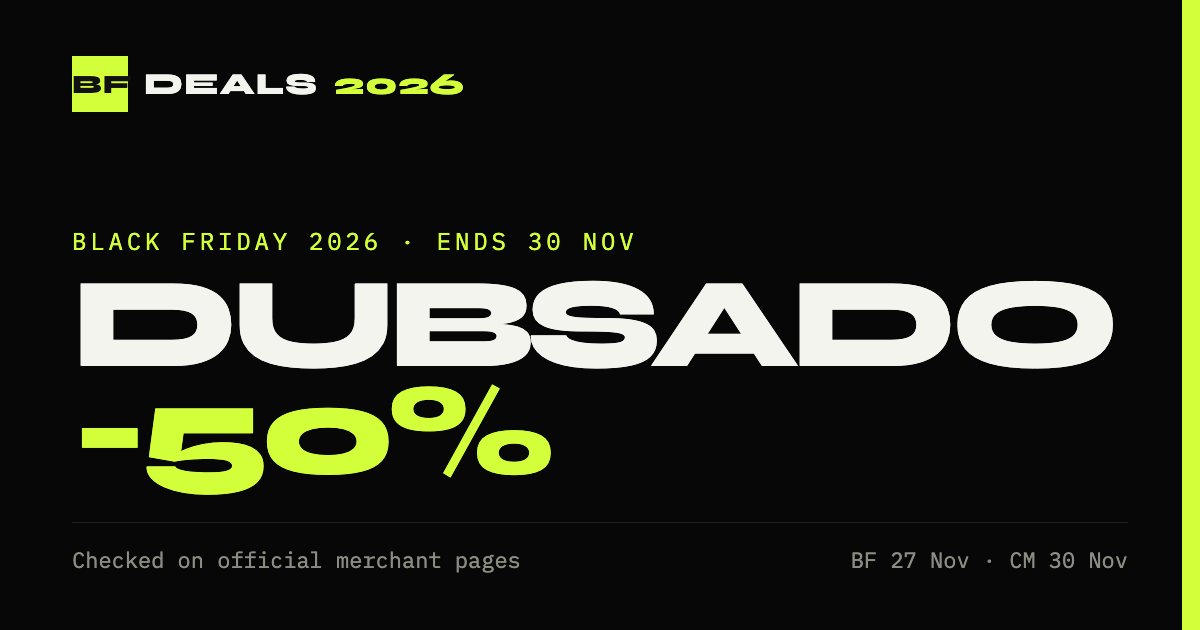 BF DEALS 2026
BLACK FRIDAY 2026 · ENDS 30 NOV
DUBSADO
-50%
Checked on official merchant pages
BF 27 Nov · CM 30 Nov